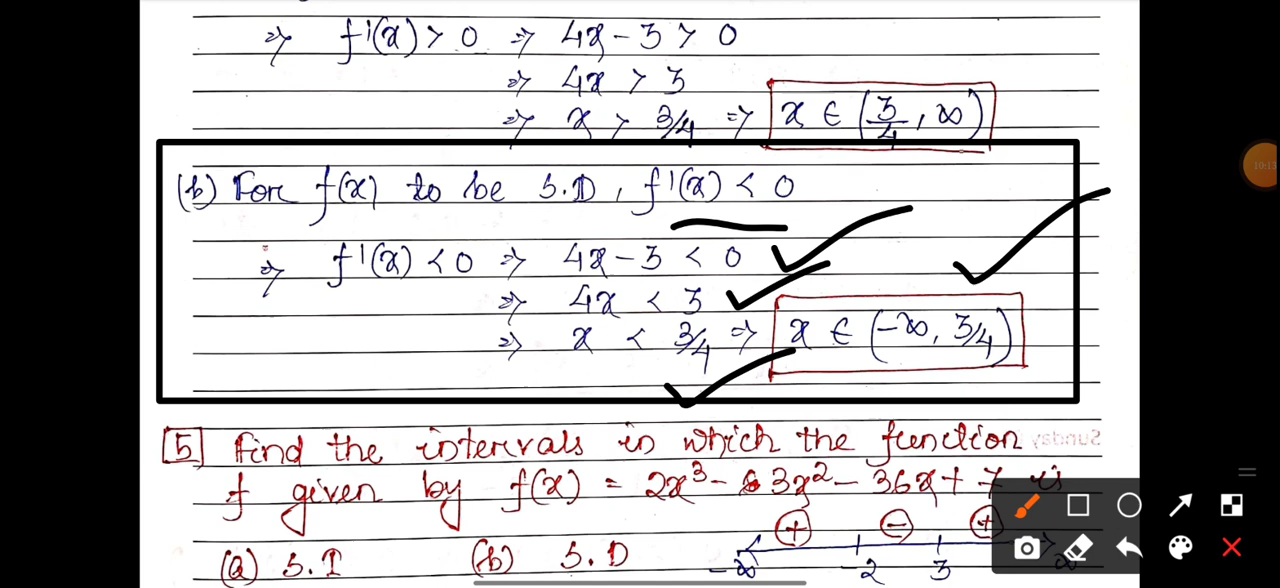 => f'(x) > 0 => 4x - 3 > 0
=> 4x > 3
=> x > 3/4 => x ∈ (3/4, ∞)
(b) For f(x) to be S.D, f'(x) < 0
=> f'(x) < 0 => 4x - 3 < 0
=> 4x < 3
=> x < 3/4 => x ∈ (-∞, 3/4)
[5] Find the intervals in which the function
f given by f(x) = 2x³ - 3x² - 36x + 7 is
(a) S.I (b) S.D
+ - +
-∞ -2 3 ∞
Sunday